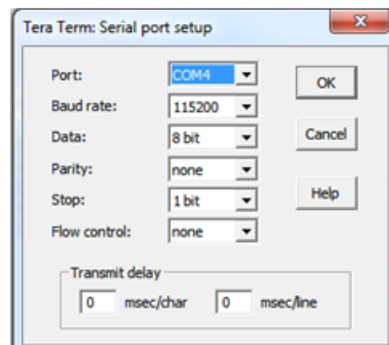 Tera Term: Serial port setup
Port: COM4 OK
Baud rate: 115200
Data: 8 bit Cancel
Parity: none
Stop: 1 bit Help
Flow control: none
Transmit delay
0 msec/char 0 msec/line